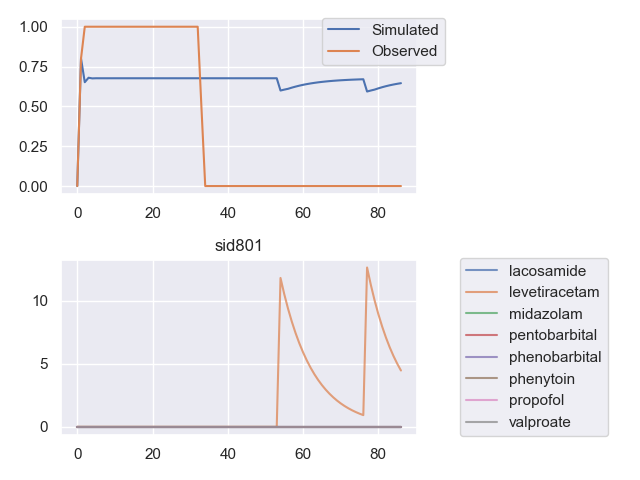 1.00
0.75
0.50
0.25
0.00
0 20 40 60 80
Simulated
Observed
sid801
10
5
0
0 20 40 60 80
lacosamide
levetiracetam
midazolam
pentobarbital
phenobarbital
phenytoin
propofol
valproate